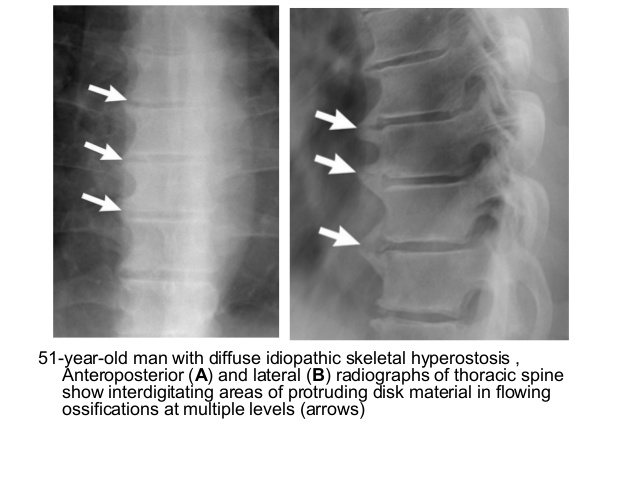 51-year-old man with diffuse idiopathic skeletal hyperostosis ,
Anteroposterior (A) and lateral (B) radiographs of thoracic spine
show interdigitating areas of protruding disk material in flowing
ossifications at multiple levels (arrows)